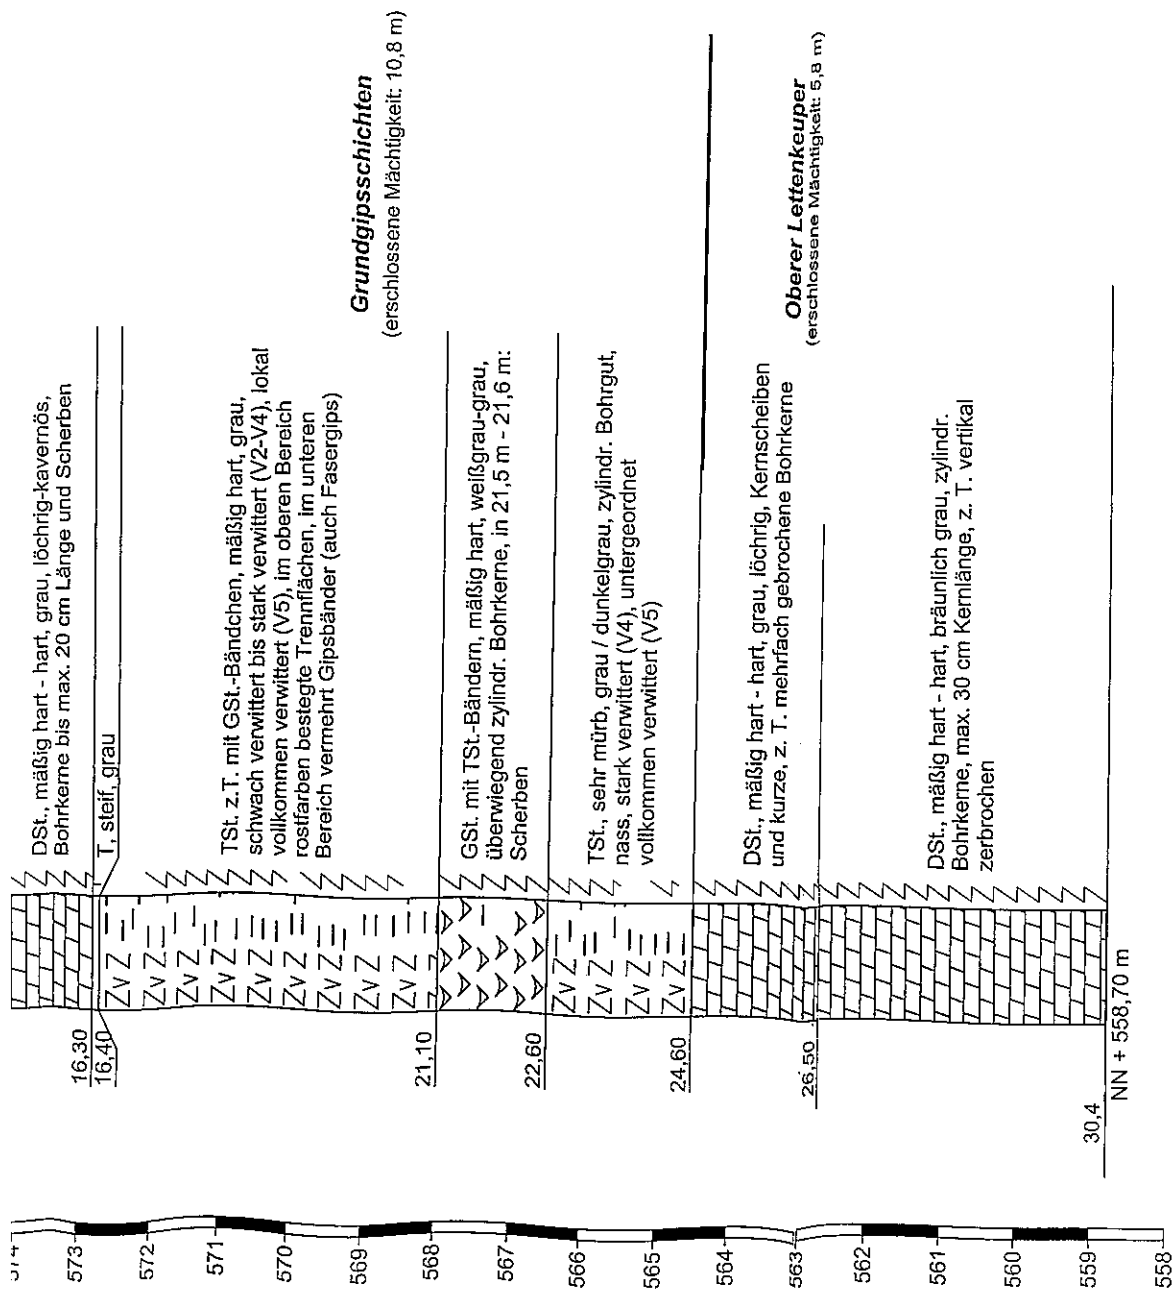 DSt., mäßig hart - hart, grau, löchrig-kavernös,
Bohrkerne bis max. 20 cm Länge und Scherben
16,30
16,40
T, steif, grau
TSt. z.T. mit GSt.-Bändchen, mäßig hart, grau,
schwach verwittert bis stark verwittert (V2-V4), lokal
vollkommen verwittert (V5), im oberen Bereich
rostfarben bestegte Trennflächen, im unteren
Bereich vermehrt Gipsbänder (auch Fasergips)
Grundgipsschichten
(erschlossene Mächtigkeit: 10,8 m)
21,10
GSt. mit TSt.-Bändern, mäßig hart, weißgrau-grau,
überwiegend zylindr. Bohrkerne, in 21,5 m - 21,6 m:
Scherben
22,60
TSt., sehr mürb, grau / dunkelgrau, zylindr. Bohrgut,
nass, stark verwittert (V4), untergeordnet
vollkommen verwittert (V5)
24,60
DSt., mäßig hart - hart, grau, löchrig, Kernscheiben
und kurze, z. T. mehrfach gebrochene Bohrkerne
Oberer Lettenkeuper
(erschlossene Mächtigkeit: 5,8 m)
26,50
DSt., mäßig hart - hart, bräunlich grau, zylindr.
Bohrkerne, max. 30 cm Kernlänge, z. T. vertikal
zerbrochen
30,4
NN + 558,70 m
574
573
572
571
570
569
568
567
566
565
564
563
562
561
560
559
558